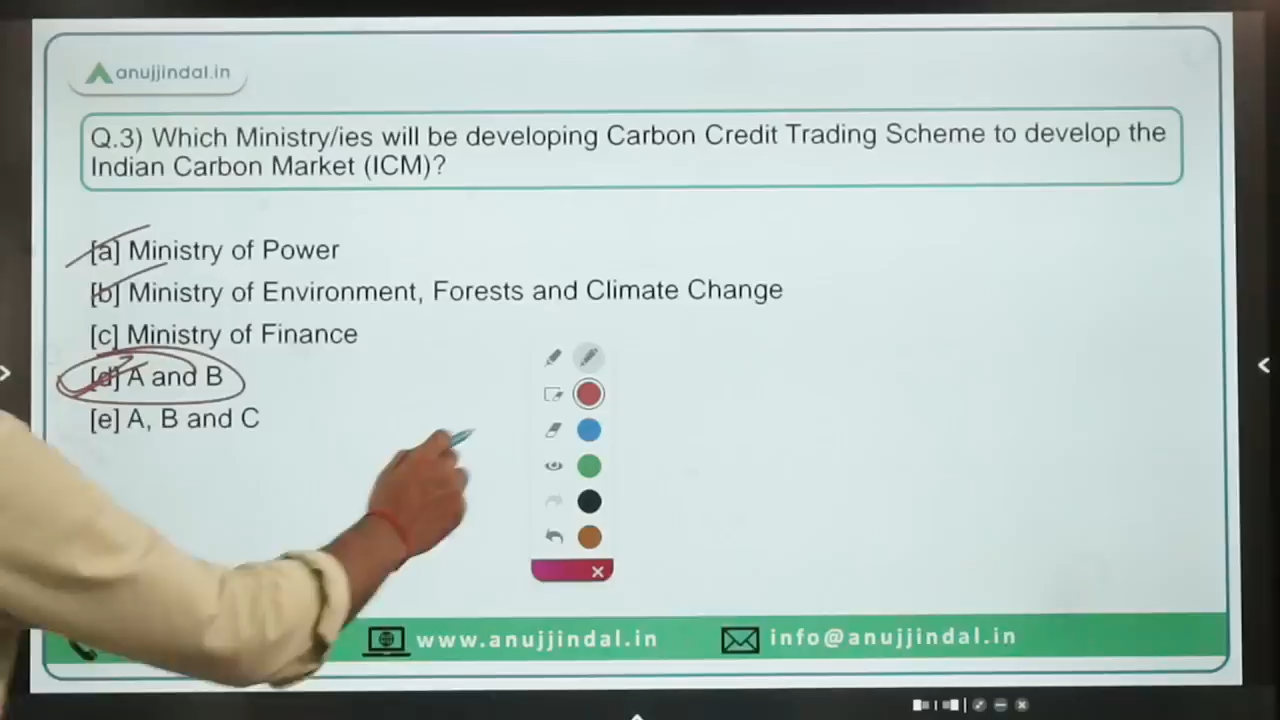 anujjindal.in
Q.3) Which Ministry/ies will be developing Carbon Credit Trading Scheme to develop the
Indian Carbon Market (ICM)?
[a] Ministry of Power
[b] Ministry of Environment, Forests and Climate Change
[c] Ministry of Finance
[d] A and B
[e] A, B and C
www.anujjindal.in
info@anujjindal.in